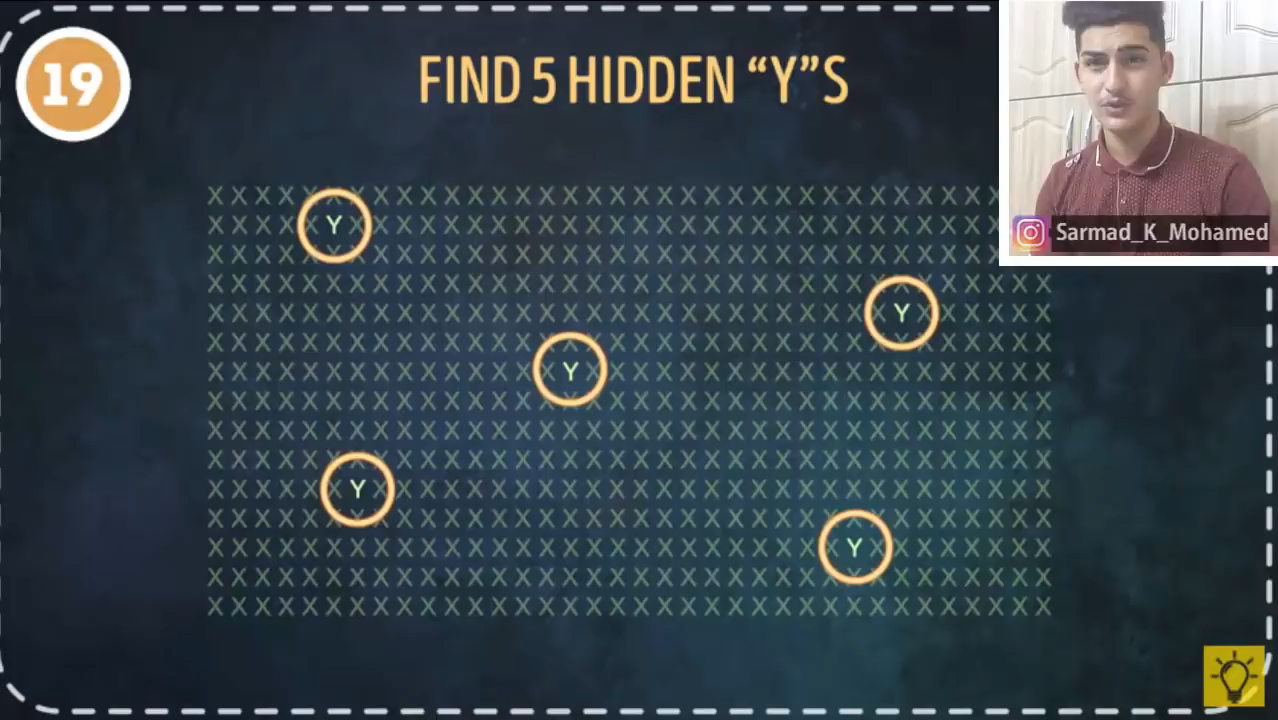 19
FIND 5 HIDDEN “Y”S
X X X X X X X X X X X X X X X X X X X X X X X X X X X X X X X X X X
X X X X X Y X X X X X X X X X X X X X X X X X X X X X X X X X X X X
X X X X X X X X X X X X X X X X X X X X X X X X X X X X X X X X X X
X X X X X X X X X X X X X X X X X X X X X X X X X X X X X X X X X X X X
X X X X X X X X X X X X X X X X X X X X X X X X X X X X X Y X X X X X X
X X X X X X X X X X X X X X X X X X X X X X X X X X X X X X X X X X X X
X X X X X X X X X X X X X X X Y X X X X X X X X X X X X X X X X X X X X
X X X X X X X X X X X X X X X X X X X X X X X X X X X X X X X X X X X X
X X X X X X X X X X X X X X X X X X X X X X X X X X X X X X X X X X X X
X X X X X X X X X X X X X X X X X X X X X X X X X X X X X X X X X X X X
X X X X X X Y X X X X X X X X X X X X X X X X X X X X X X X X X X X X X
X X X X X X X X X X X X X X X X X X X X X X X X X X X X X X X X X X X X
X X X X X X X X X X X X X X X X X X X X X X X X X X X Y X X X X X X X X
X X X X X X X X X X X X X X X X X X X X X X X X X X X X X X X X X X X X
X X X X X X X X X X X X X X X X X X X X X X X X X X X X X X X X X X X X
Sarmad_K_Mohamed